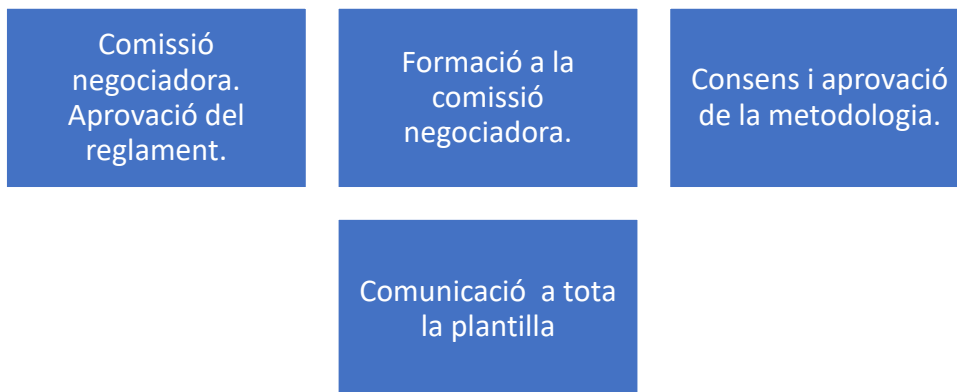 Comissió
negociadora.
Aprovació del
reglament.
Formació a la
comissió
negociadora.
Consens i aprovació
de la metodologia.
Comunicació  a tota
la plantilla